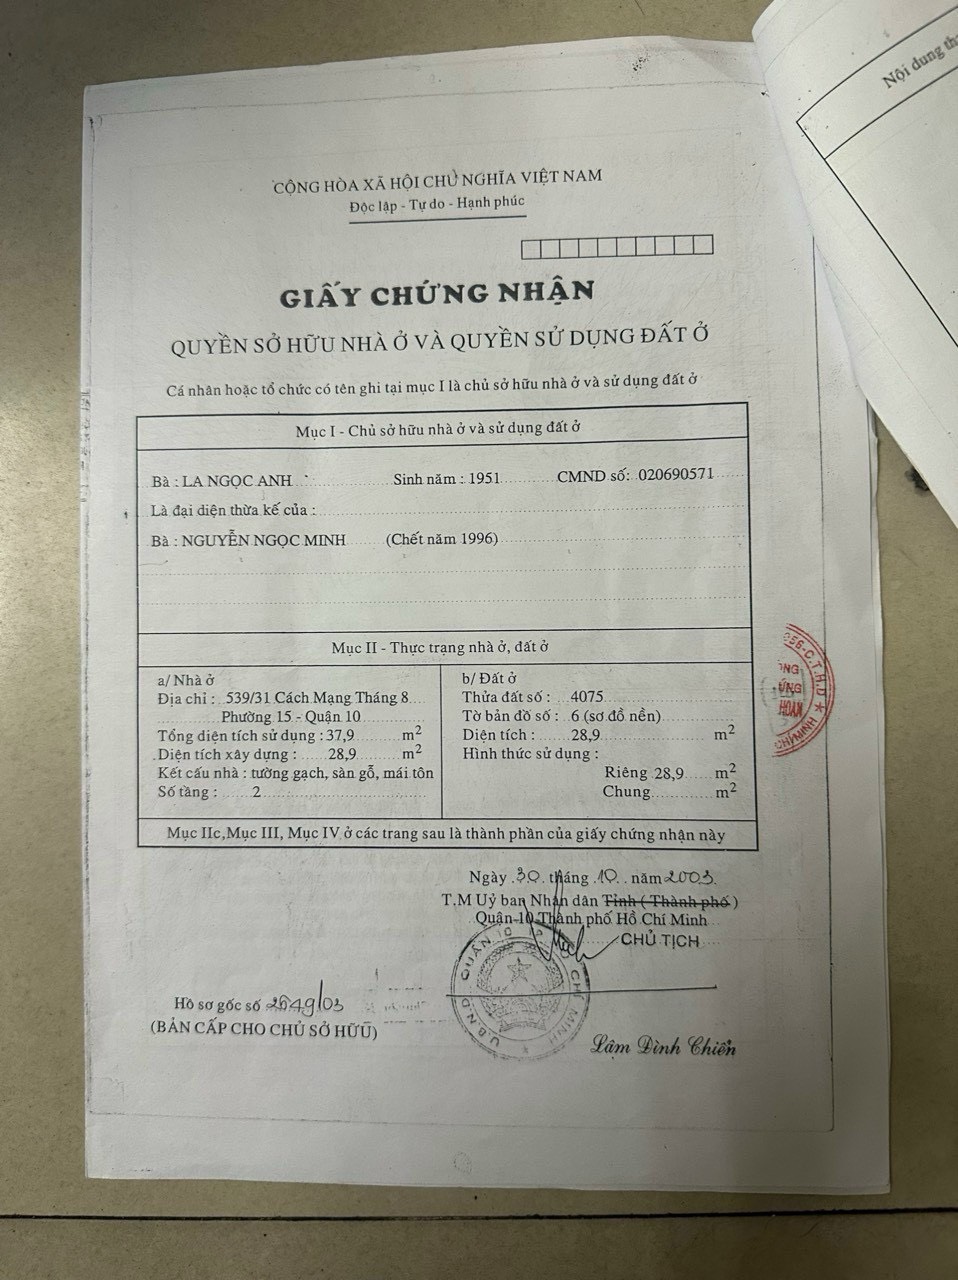 Nội dung
CỘNG HÒA XÃ HỘI CHỦ NGHĨA VIỆT NAM
Độc lập - Tự do - Hạnh phúc
GIẤY CHỨNG NHẬN
QUYỀN SỞ HỮU NHÀ Ở VÀ QUYỀN SỬ DỤNG ĐẤT Ở
Cá nhân hoặc tổ chức có tên ghi tại mục I là chủ sở hữu nhà ở và sử dụng đất ở
Mục I - Chủ sở hữu nhà ở và sử dụng đất ở
Bà : LA NGỌC ANH Sinh năm : 1951 CMND số: 020690571
Là đại diện thừa kế của :
Bà : NGUYỄN NGỌC MINH (Chết năm 1996)
Mục II - Thực trạng nhà ở, đất ở
a/ Nhà ở
Địa chỉ : 539/31 Cách Mạng Tháng 8
Phường 15 - Quận 10
Tổng diện tích sử dụng : 37,9 m2
Diện tích xây dựng : 28,9 m2
Kết cấu nhà : tường gạch, sàn gỗ, mái tôn
Số tầng : 2
b/ Đất ở
Thửa đất số : 4075
Tờ bản đồ số : 6 (sơ đồ nền)
Diện tích : 28,9 m2
Hình thức sử dụng :
Riêng 28,9 m2
Chung m2
Mục IIc, Mục III, Mục IV ở các trang sau là thành phần của giấy chứng nhận này
Ngày 30 tháng 10 năm 2003
T.M Uỷ ban Nhân dân Tỉnh ( Thành phố )
Quận 10 Thành phố Hồ Chí Minh
CHỦ TỊCH
U.B.N.D QUẬN 10 CHÍ MINH
Hồ sơ gốc số 2649/03
(BẢN CẤP CHO CHỦ SỞ HỮU)
Lâm Đình Chiến